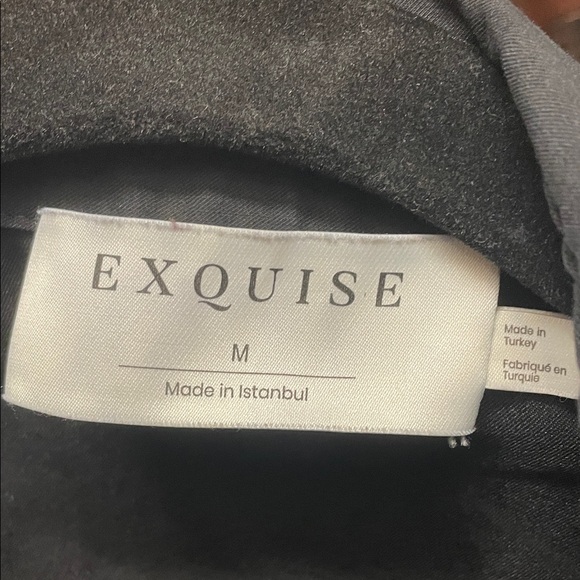 EXQUISE
M
Made in Istanbul
Made in
Turkey
Fabriqué en
Turquie